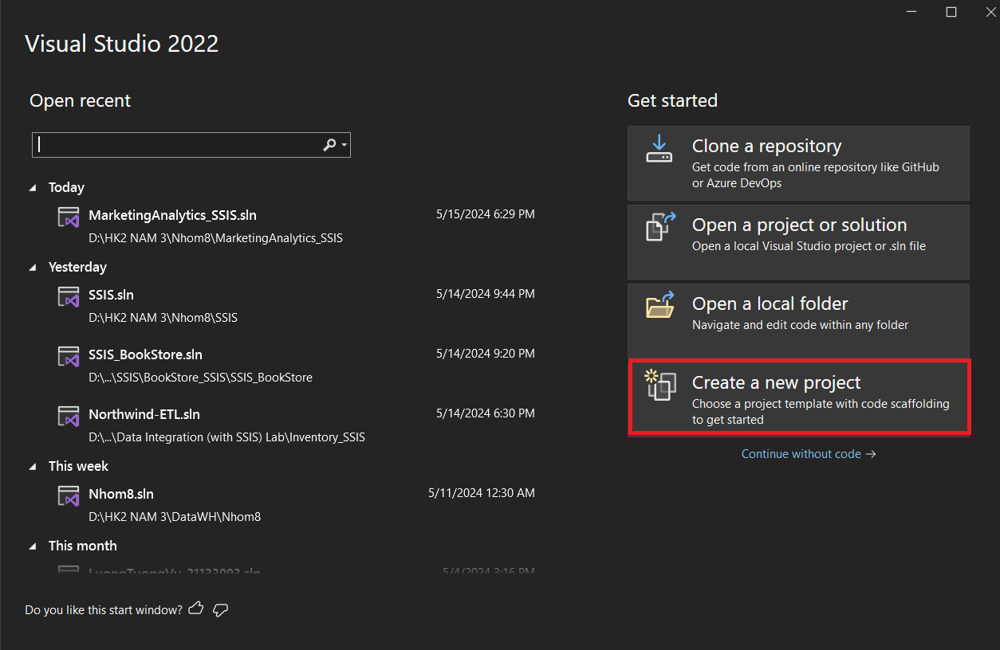 Visual Studio 2022
Open recent
Today
MarketingAnalytics_SSIS.sln 5/15/2024 6:29 PM
D:\HK2 NAM 3\Nhom8\MarketingAnalytics_SSIS
Yesterday
SSIS.sln 5/14/2024 9:44 PM
D:\HK2 NAM 3\Nhom8\SSIS
SSIS_BookStore.sln 5/14/2024 9:20 PM
D:\...\SSIS\BookStore_SSIS\SSIS_BookStore
Northwind-ETL.sln 5/14/2024 6:30 PM
D:\...\Data Integration (with SSIS) Lab\Inventory_SSIS
This week
Nhom8.sln 5/11/2024 12:30 AM
D:\HK2 NAM 3\DataWH\Nhom8
This month
LuongTuongVy_21133093.sln 5/4/2024 3:16 PM
Do you like this start window?
Get started
Clone a repository
Get code from an online repository like GitHub
or Azure DevOps
Open a project or solution
Open a local Visual Studio project or .sln file
Open a local folder
Navigate and edit code within any folder
Create a new project
Choose a project template with code scaffolding
to get started
Continue without code →